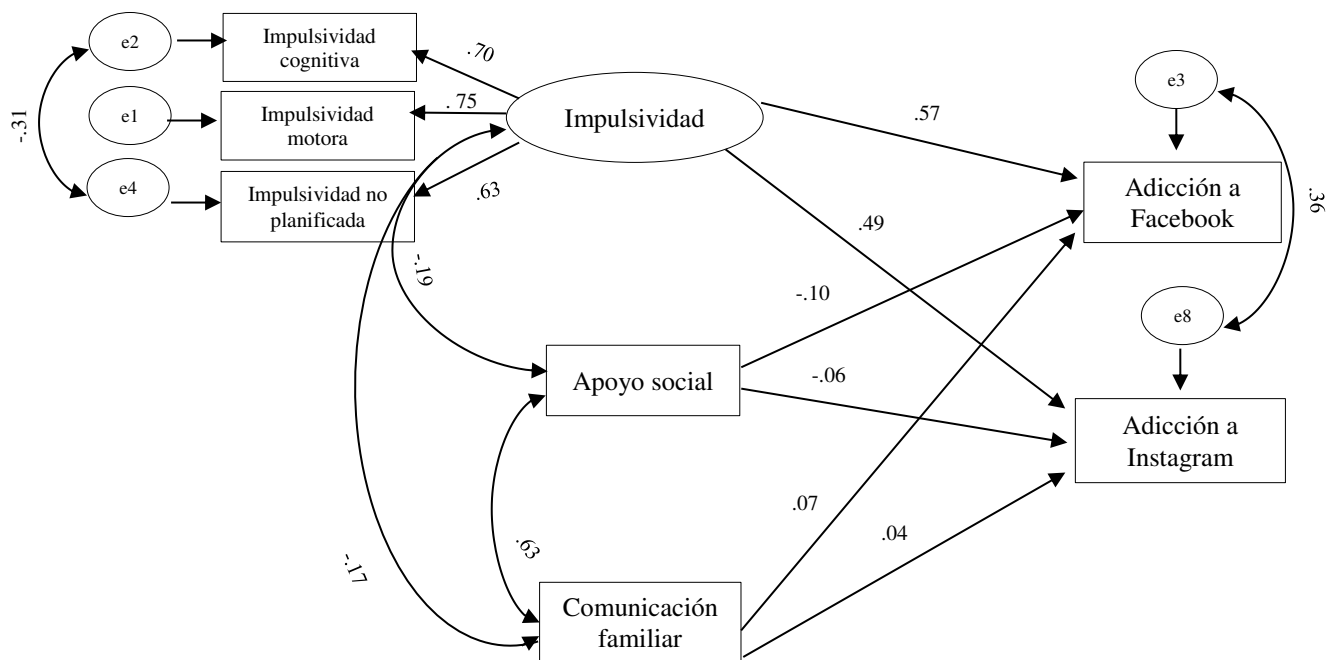 e2
Impulsividad
cognitiva
.70
e3
-.31
e1
Impulsividad
motora
. 75
Impulsividad
.57
e4
Impulsividad no
planificada
.63
Adicción a
Facebook
.36
.49
-.19
-.10
e8
Apoyo social
-.06
Adicción a
Instagram
.07
.04
.63
-.17
Comunicación
familiar